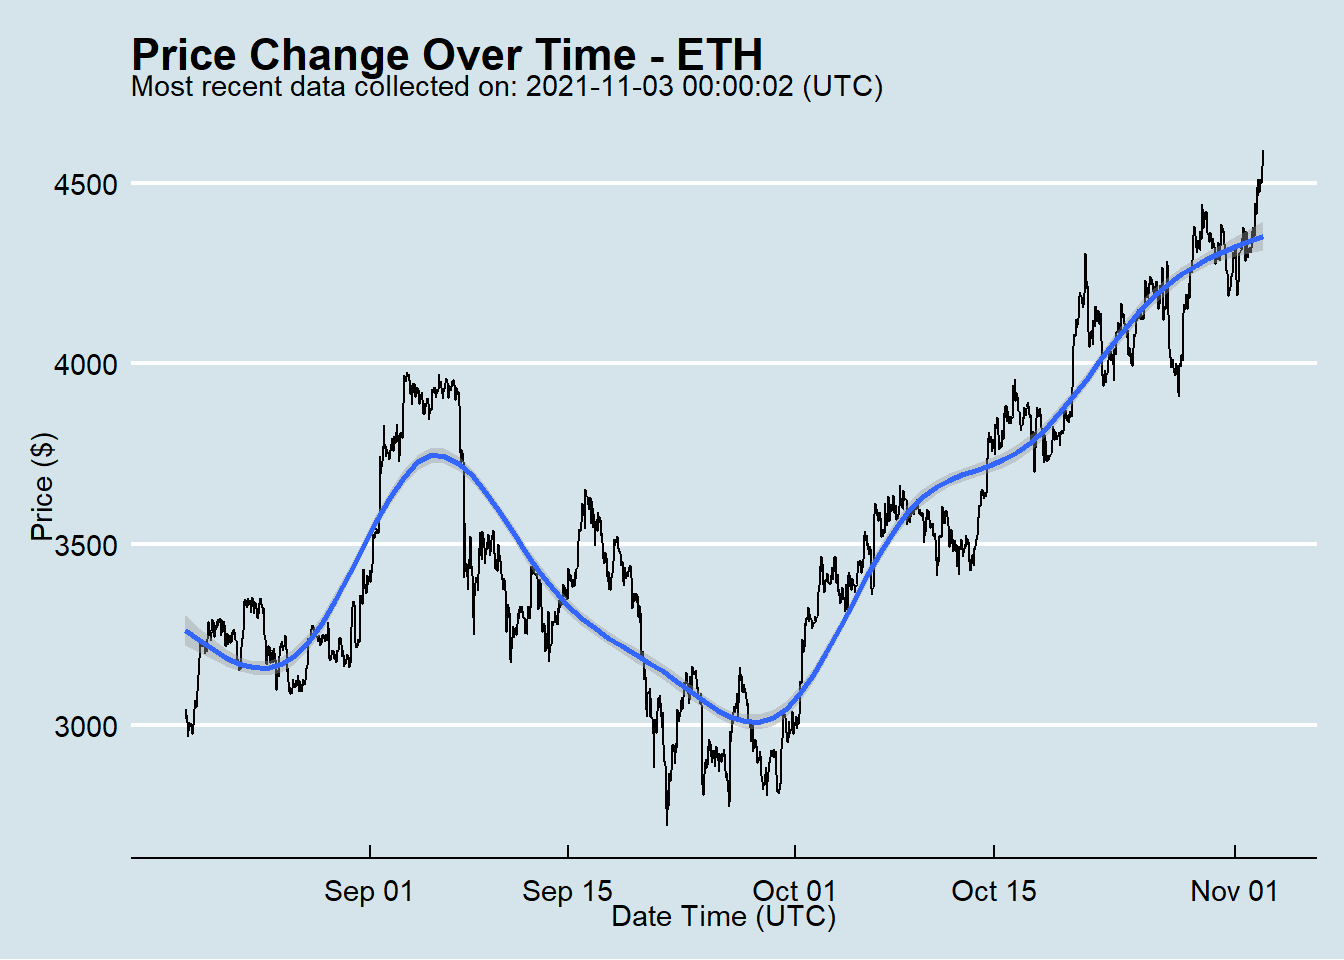 Price Change Over Time - ETH
Most recent data collected on: 2021-11-03 00:00:02 (UTC)
4500
4000
3500
3000
Price ($)
Sep 01
Sep 15
Oct 01
Oct 15
Nov 01
Date Time (UTC)